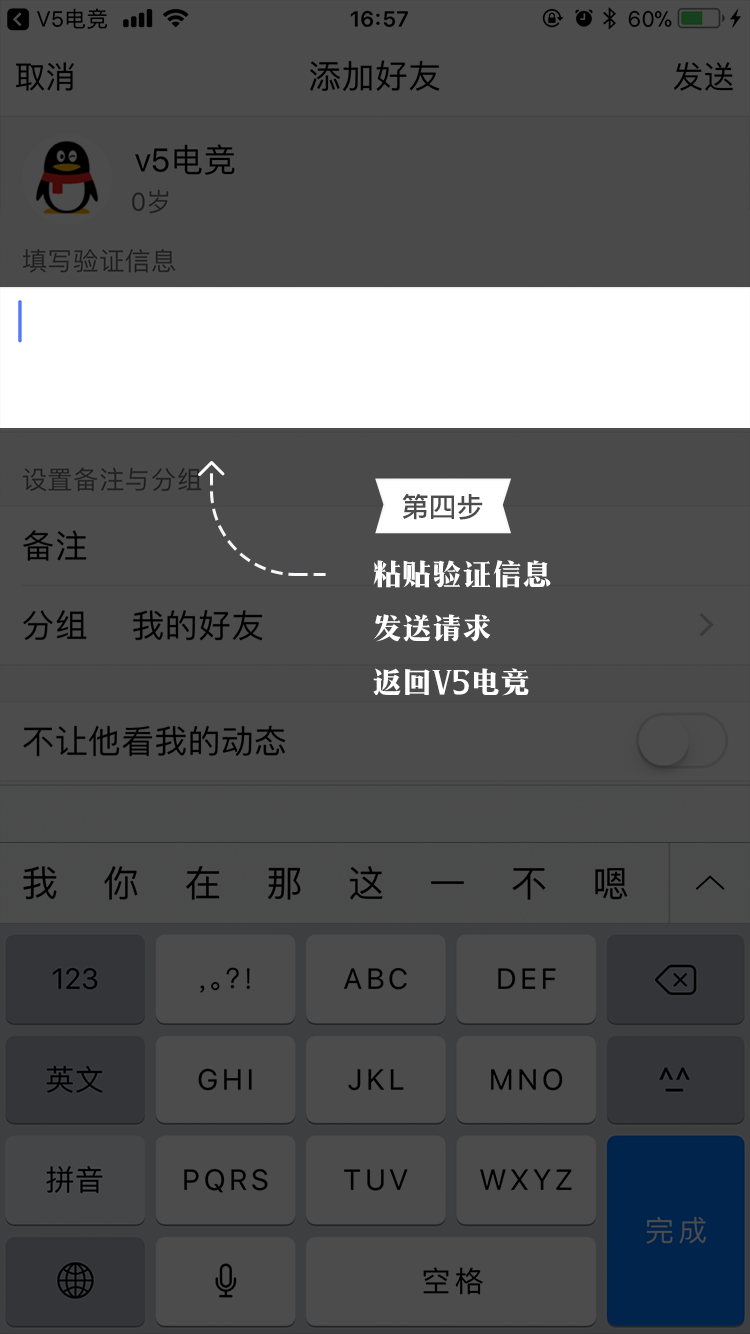 V5电竞 16:57 60%
取消 添加好友 发送
v5电竞
0岁
填写验证信息
设置备注与分组
第四步
备注
粘贴验证信息
分组 我的好友
发送请求
返回V5电竞
不让他看我的动态
我 你 在 那 这 一 不 嗯
123 ,。?! ABC DEF
英文 GHI JKL MNO ^^
拼音 PQRS TUV WXYZ
完成
空格